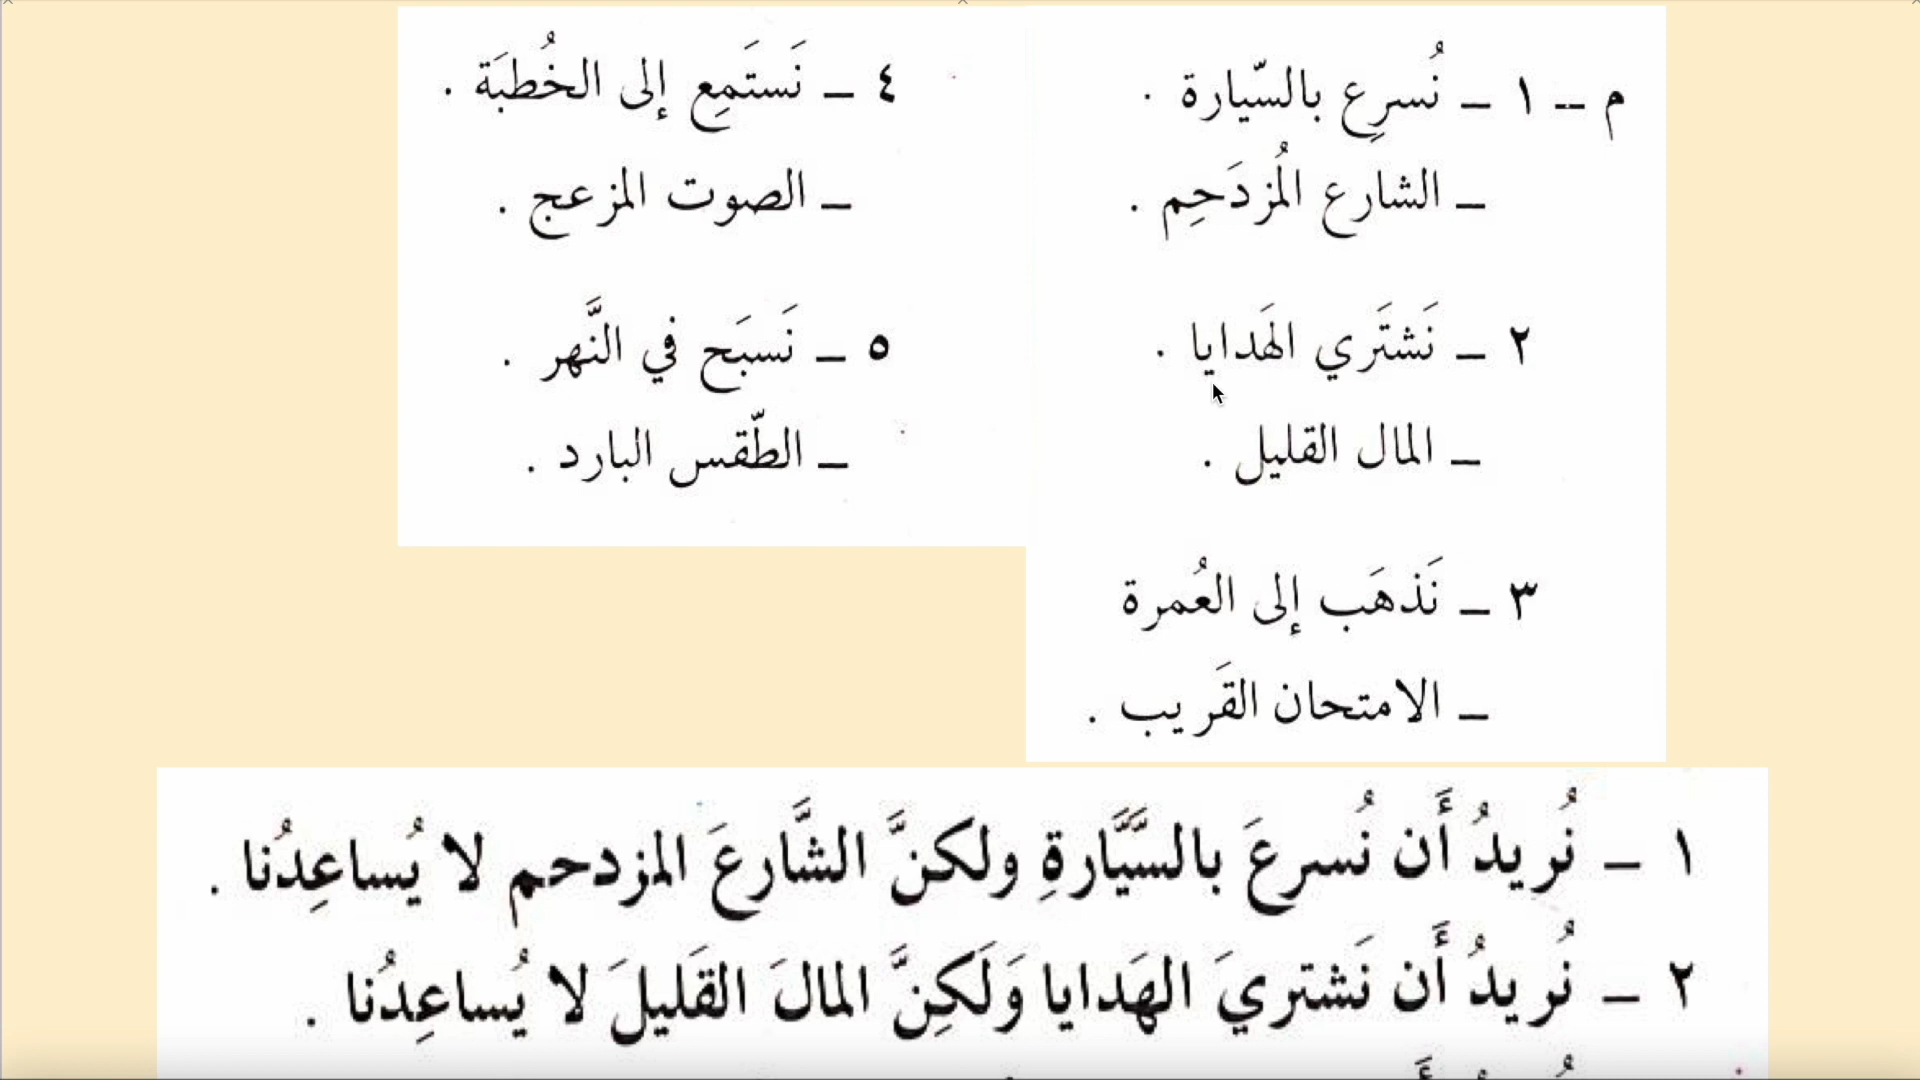 م – ١ – نُسرِع بالسّيارة .
– الشارع المُزدَحِم .
٢ – نَشتَري الهَدايا .
– المال القليل .
٣ – نَذهَب إلى العُمرة
– الامتحان القَريب .
٤ – نَستَمِع إلى الخُطبَة .
– الصوت المزعج .
٥ – نَسبَح في النَّهر .
– الطّقس البارد .
١ – نُريدُ أَن نُسرعَ بالسَّيَّارةِ ولكنَّ الشَّارعَ المزدحم لا يُساعِدُنا .
٢ – نُريدُ أَن نَشتريَ الهَدايا وَلَكِنَّ المالَ القَليلَ لا يُساعِدُنا .